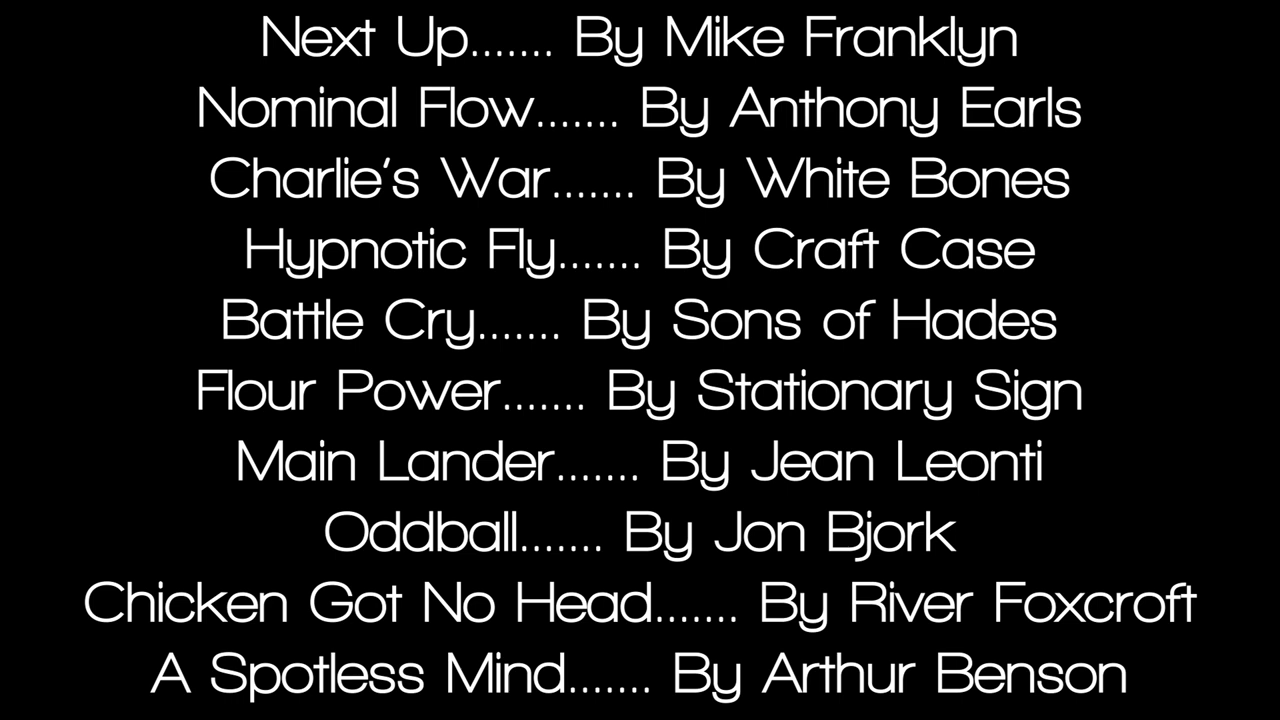 Next Up....... By Mike Franklyn
Nominal Flow....... By Anthony Earls
Charlie's War....... By White Bones
Hypnotic Fly....... By Craft Case
Battle Cry....... By Sons of Hades
Flour Power....... By Stationary Sign
Main Lander....... By Jean Leonti
Oddball....... By Jon Bjork
Chicken Got No Head....... By River Foxcroft
A Spotless Mind....... By Arthur Benson